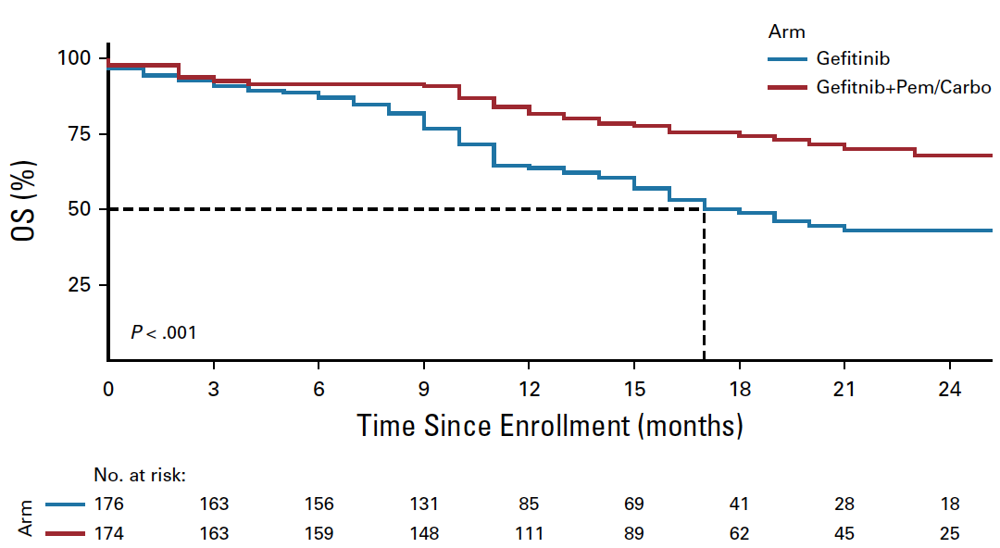 Arm
Gefitinib
Gefitnib+Pem/Carbo
100
75
50
25
OS (%)
P < .001
0 3 6 9 12 15 18 21 24
Time Since Enrollment (months)
No. at risk:
Arm
176 163 156 131 85 69 41 28 18
174 163 159 148 111 89 62 45 25